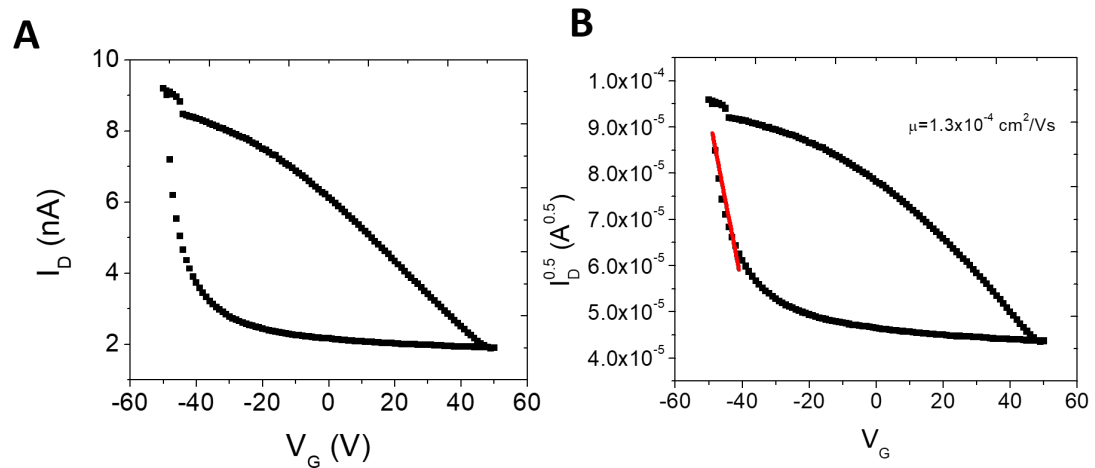 A
10
8
6
4
2
I_D (nA)
-60 -40 -20 0 20 40 60
V_G (V)
B
1.0x10^-4
9.0x10^-5
8.0x10^-5
7.0x10^-5
6.0x10^-5
5.0x10^-5
4.0x10^-5
I_D^0.5 (A^0.5)
μ=1.3x10^-4 cm^2/Vs
-60 -40 -20 0 20 40 60
V_G